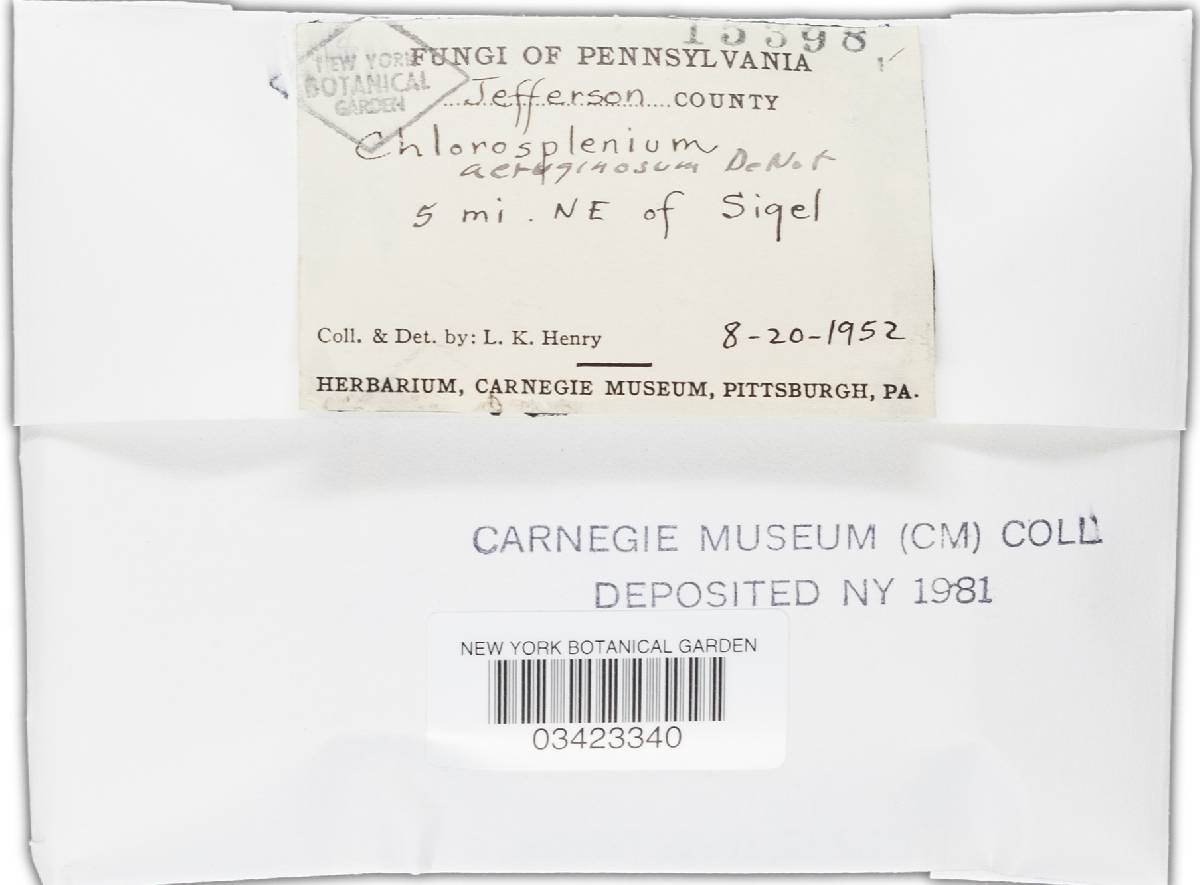 15398
NEW YORK
BOTANICAL
GARDEN
FUNGI OF PENNSYLVANIA
Jefferson COUNTY
Chlorosplenium
aeruginosum DeNot
5 mi. NE of Sigel
Coll. & Det. by: L. K. Henry 8-20-1952
HERBARIUM, CARNEGIE MUSEUM, PITTSBURGH, PA.
CARNEGIE MUSEUM (CM) COLL
DEPOSITED NY 1981
NEW YORK BOTANICAL GARDEN
03423340